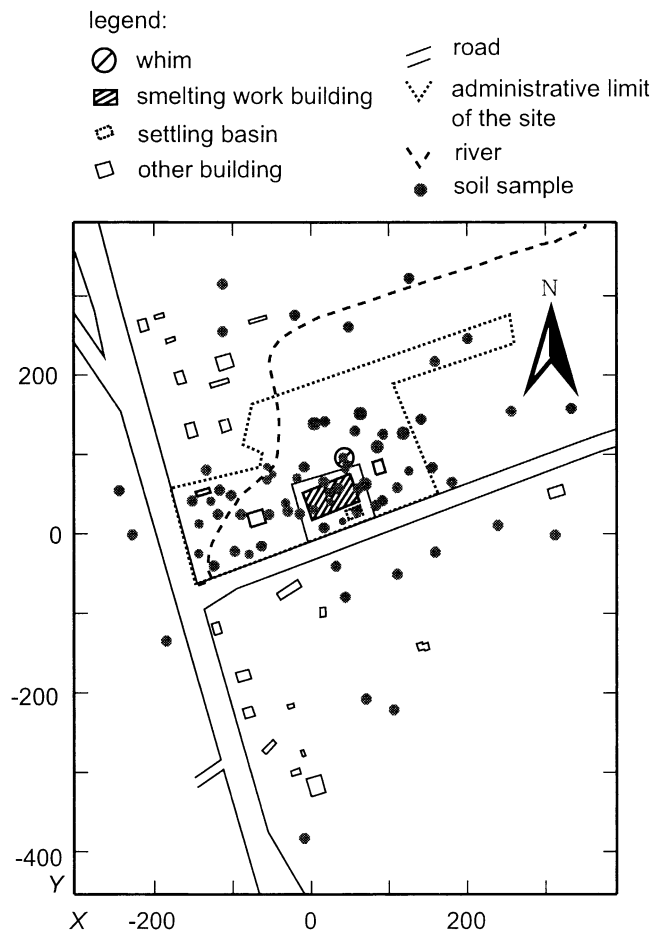 legend:
whim
smelting work building
settling basin
other building
road
administrative limit
of the site
river
soil sample
N
200
0
-200
-400
Y
X -200 0 200